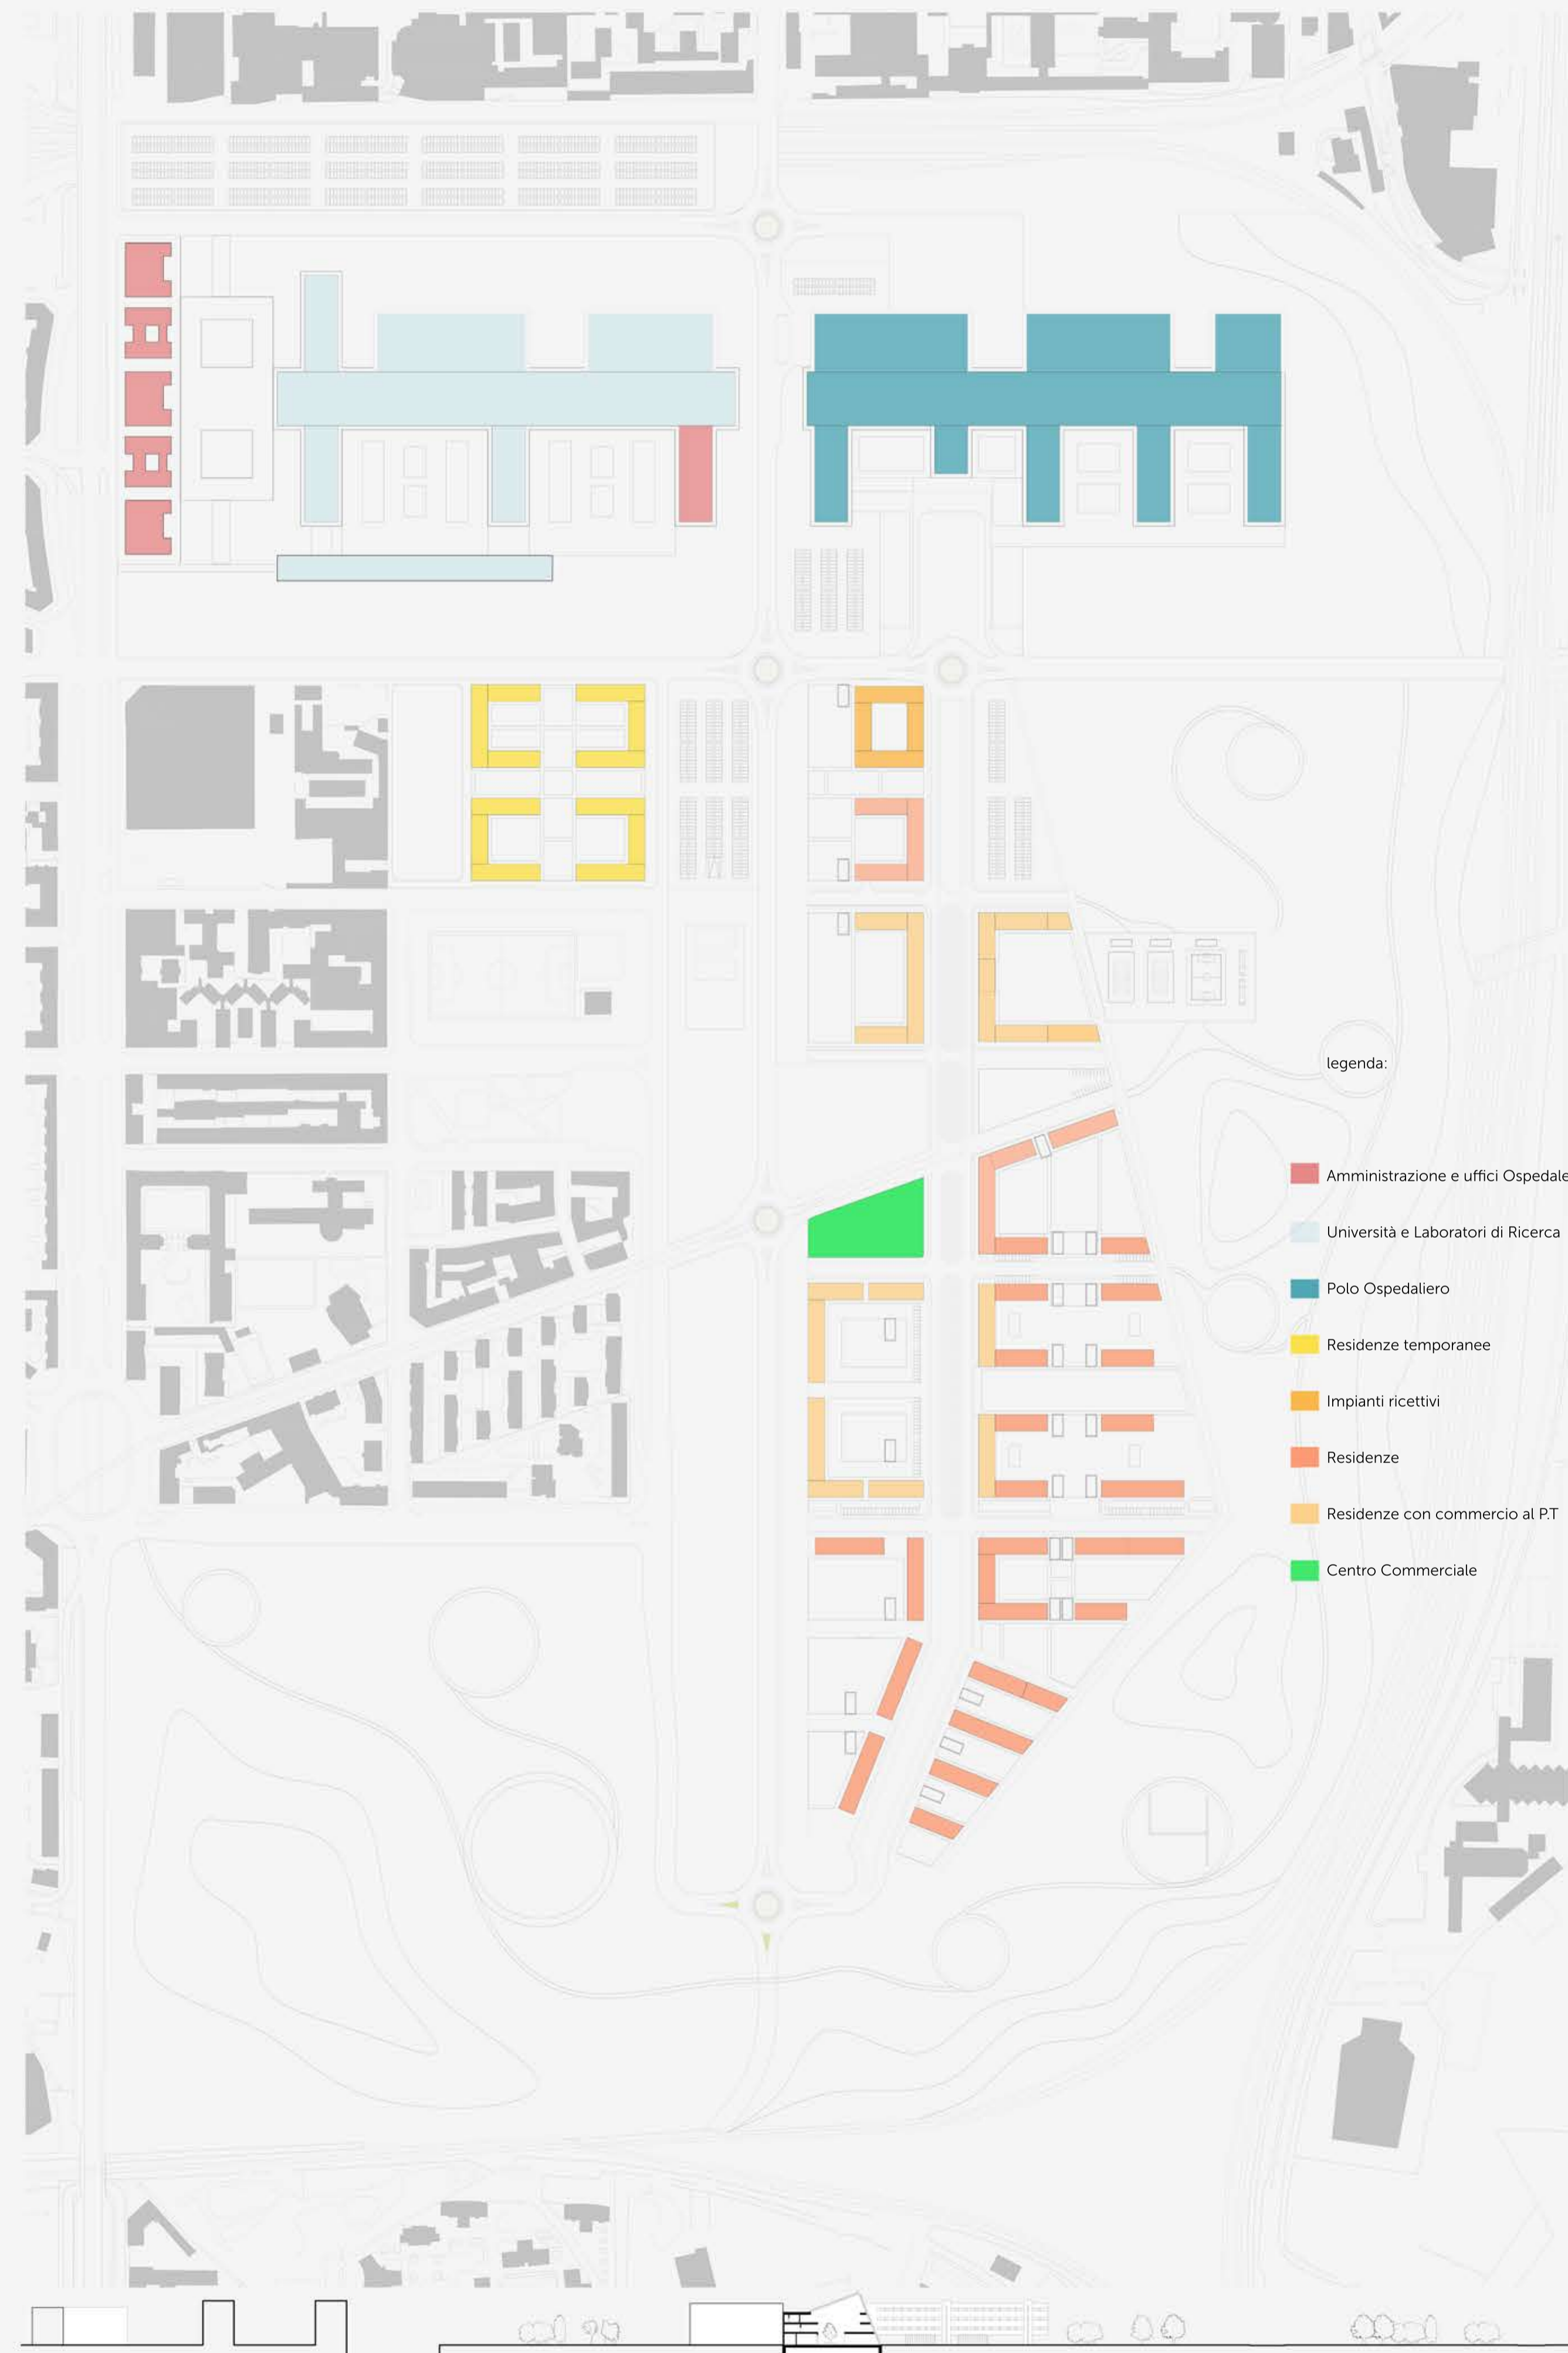 legenda:
Amministrazione e uffici Ospedale
Università e Laboratori di Ricerca
Polo Ospedaliero
Residenze temporanee
Impianti ricettivi
Residenze
Residenze con commercio al P.T
Centro Commerciale